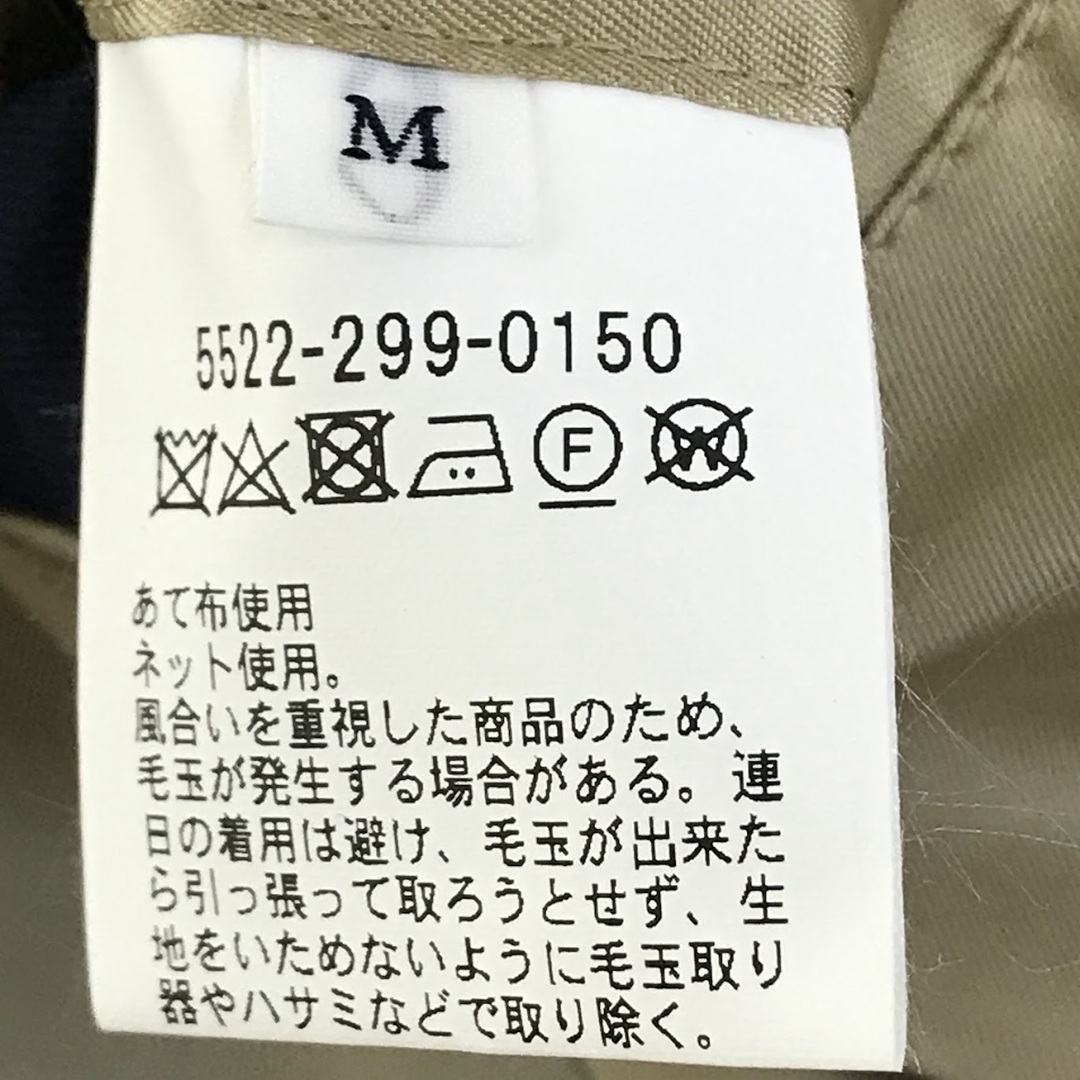 M
5522-299-0150
F
W
あて布使用
ネット使用。
風合いを重視した商品のため、
毛玉が発生する場合がある。連
日の着用は避け、毛玉が出来た
ら引っ張って取ろうとせず、生
地をいためないように毛玉取り
器やハサミなどで取り除く。